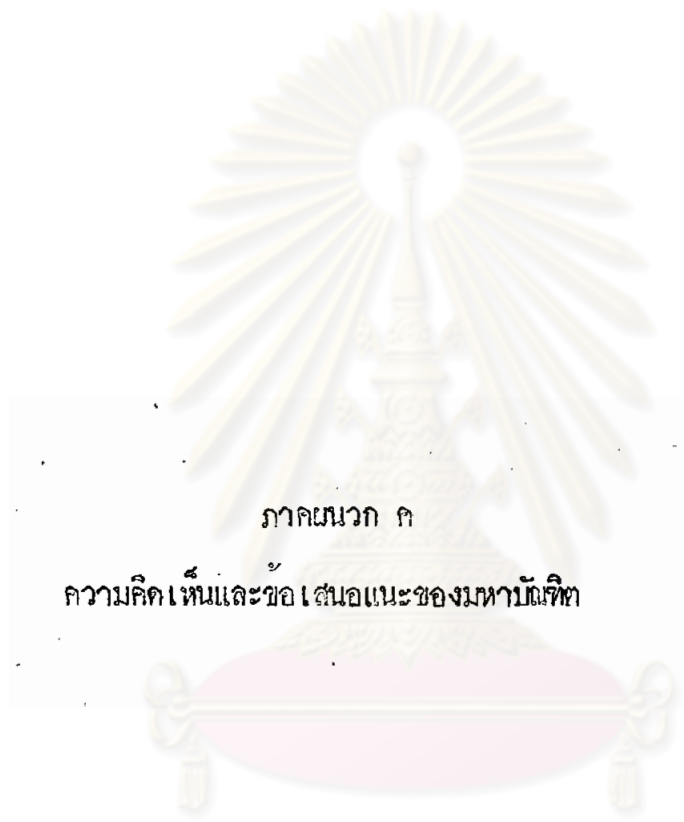 ภาคผนวก ค
ความคิดเห็นและข้อเสนอแนะของมหาบัณฑิต